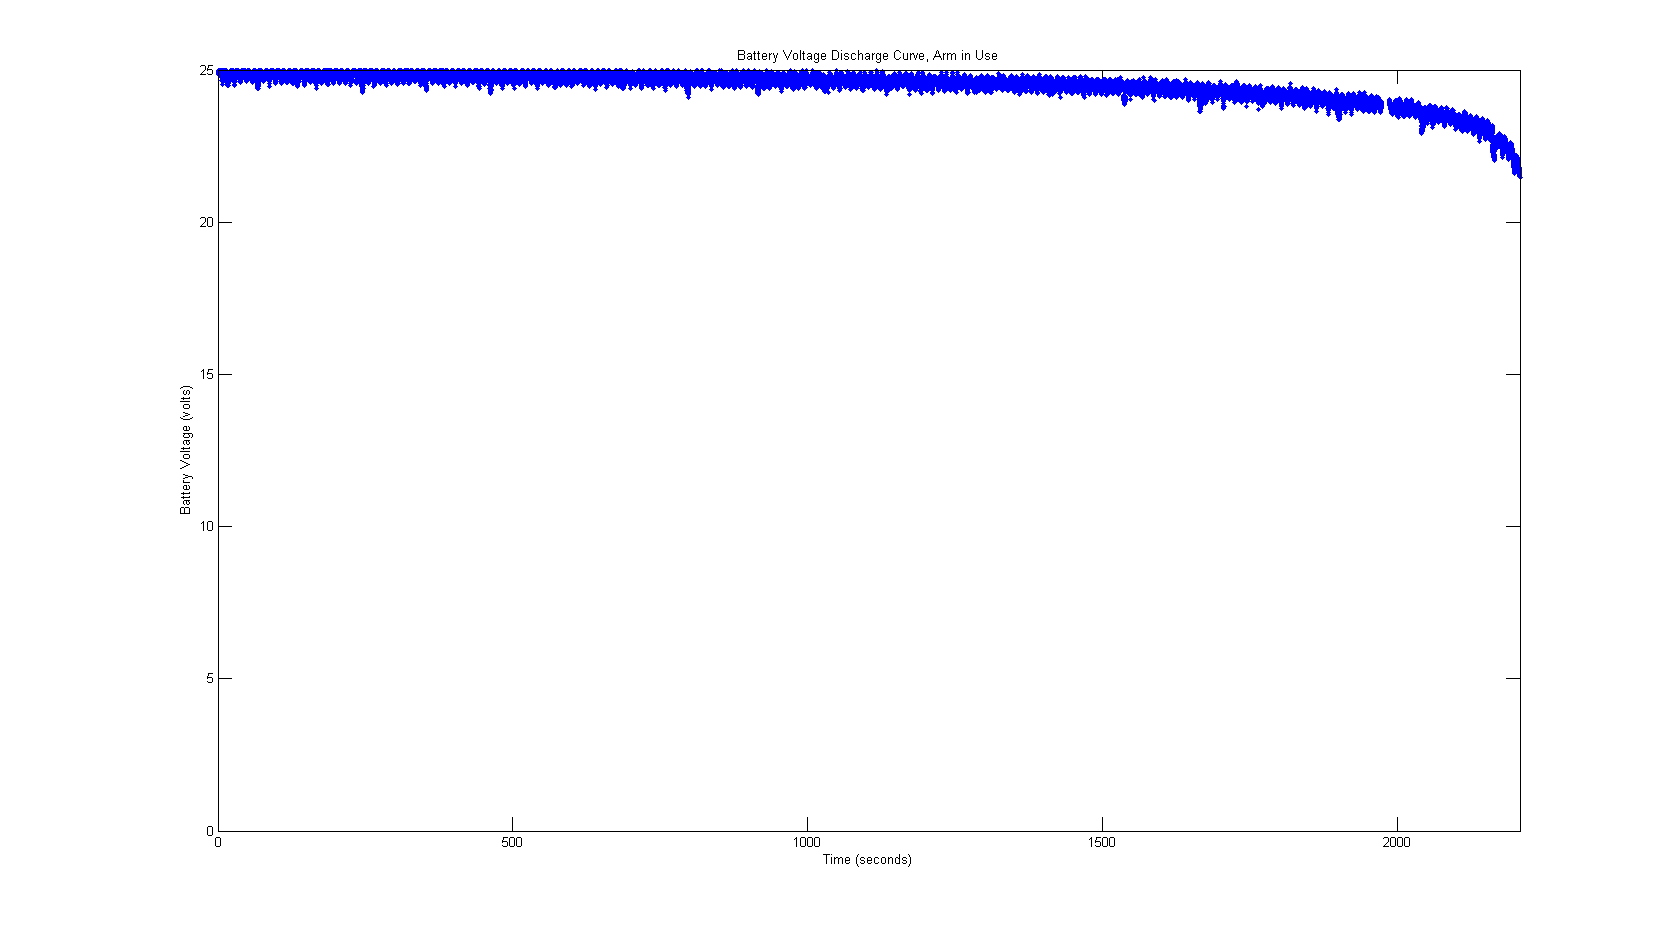 Battery Voltage Discharge Curve, Arm in Use
25
20
15
10
5
0
Battery Voltage (volts)
0 500 1000 1500 2000
Time (seconds)